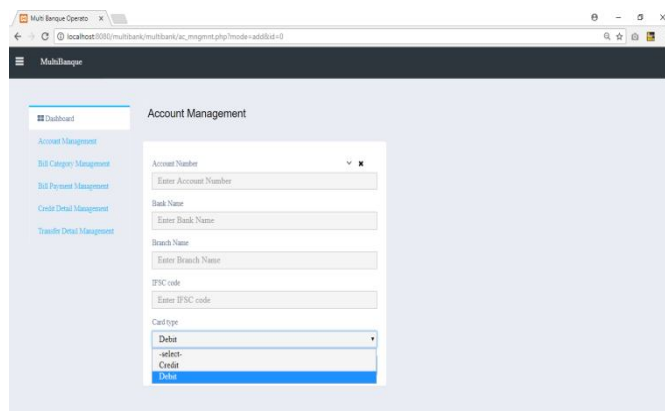 Multi Banque Operato
localhost:8080/multibank/multibank/ac_mngmnt.php?mode=add&id=0
MultiBanque
Dashboard
Account Management
Bill Category Management
Bill Payment Management
Credit Detail Management
Transfer Detail Management
Account Management
Account Number
Enter Account Number
Bank Name
Enter Bank Name
Branch Name
Enter Branch Name
IFSC code
Enter IFSC code
Card type
Debit
-select-
Credit
Debit